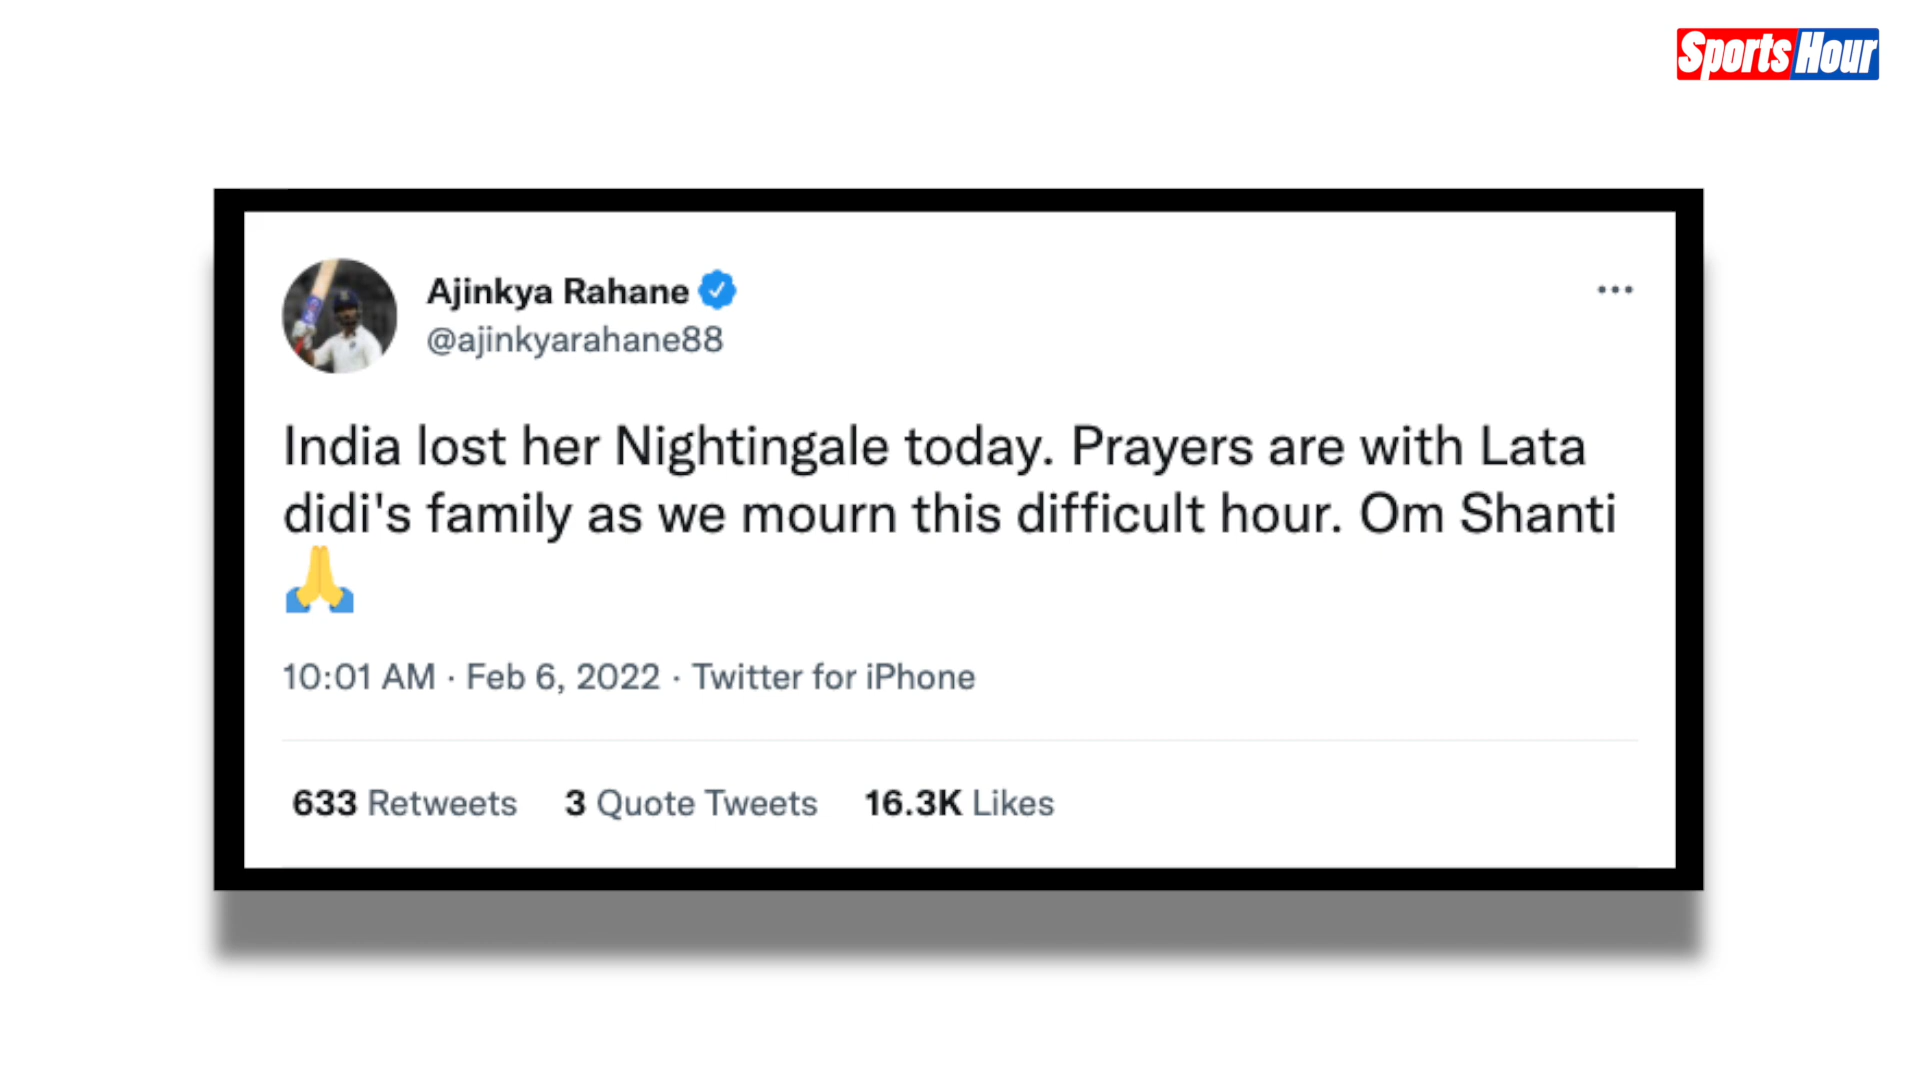 Sports Hour
Ajinkya Rahane
@ajinkyarahane88
India lost her Nightingale today. Prayers are with Lata
didi's family as we mourn this difficult hour. Om Shanti
🙏
10:01 AM · Feb 6, 2022 · Twitter for iPhone
633 Retweets 3 Quote Tweets 16.3K Likes